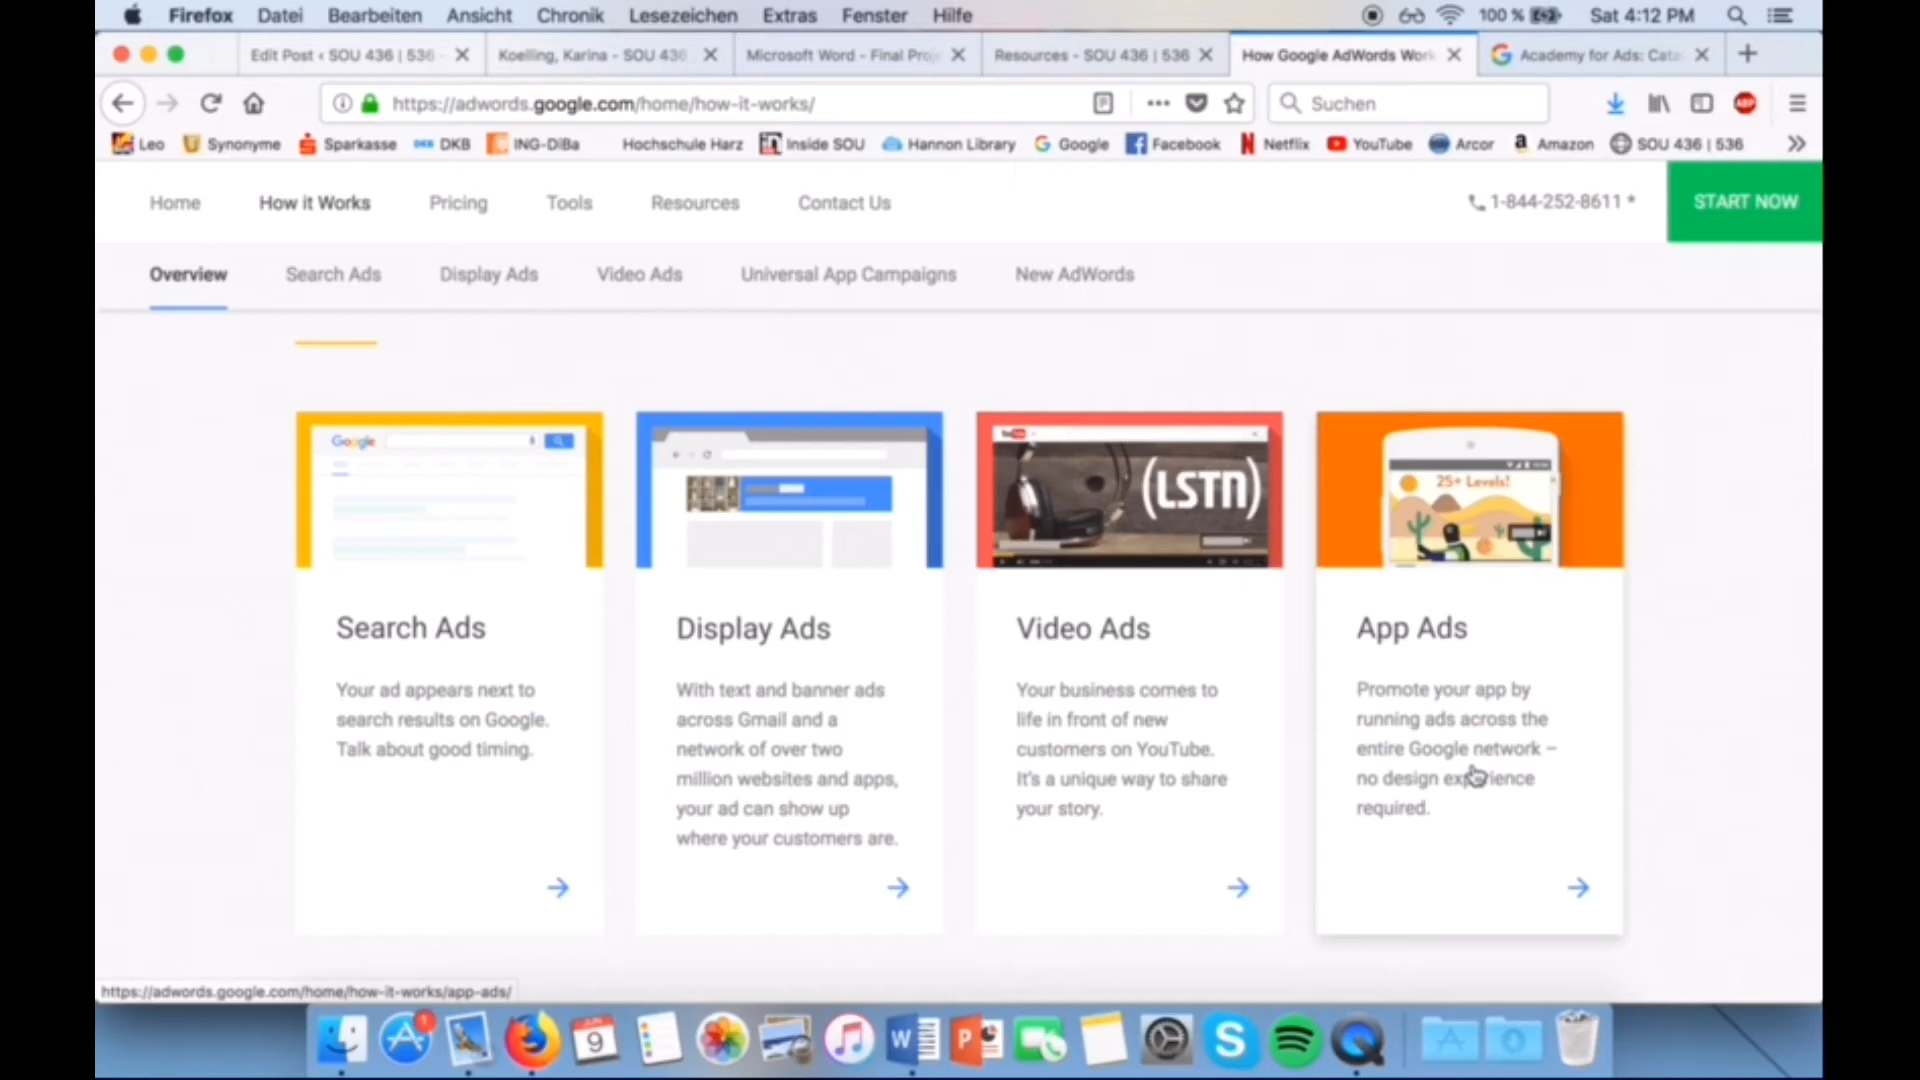 Firefox Datei Bearbeiten Ansicht Chronik Lesezeichen Extras Fenster Hilfe 100 % Sat 4:12 PM
Edit Post ‹ SOU 436 | 536 Koelling, Karina - SOU 436 Microsoft Word - Final Proj Resources - SOU 436 | 536 How Google AdWords Work Academy for Ads: Cata
https://adwords.google.com/home/how-it-works/ Suchen ABP
Leo Synonyme Sparkasse DKB ING-DiBa Hochschule Harz Inside SOU Hannon Library Google Facebook Netflix YouTube Arcor Amazon SOU 436 | 536
Home How it Works Pricing Tools Resources Contact Us 1-844-252-8611 * START NOW
Overview Search Ads Display Ads Video Ads Universal App Campaigns New AdWords
Google
(LSTN)
25+ Levels!
Search Ads
Your ad appears next to
search results on Google.
Talk about good timing.
Display Ads
With text and banner ads
across Gmail and a
network of over two
million websites and apps,
your ad can show up
where your customers are.
Video Ads
Your business comes to
life in front of new
customers on YouTube.
It's a unique way to share
your story.
App Ads
Promote your app by
running ads across the
entire Google network –
no design experience
required.
https://adwords.google.com/home/how-it-works/app-ads/
1
JUN
9